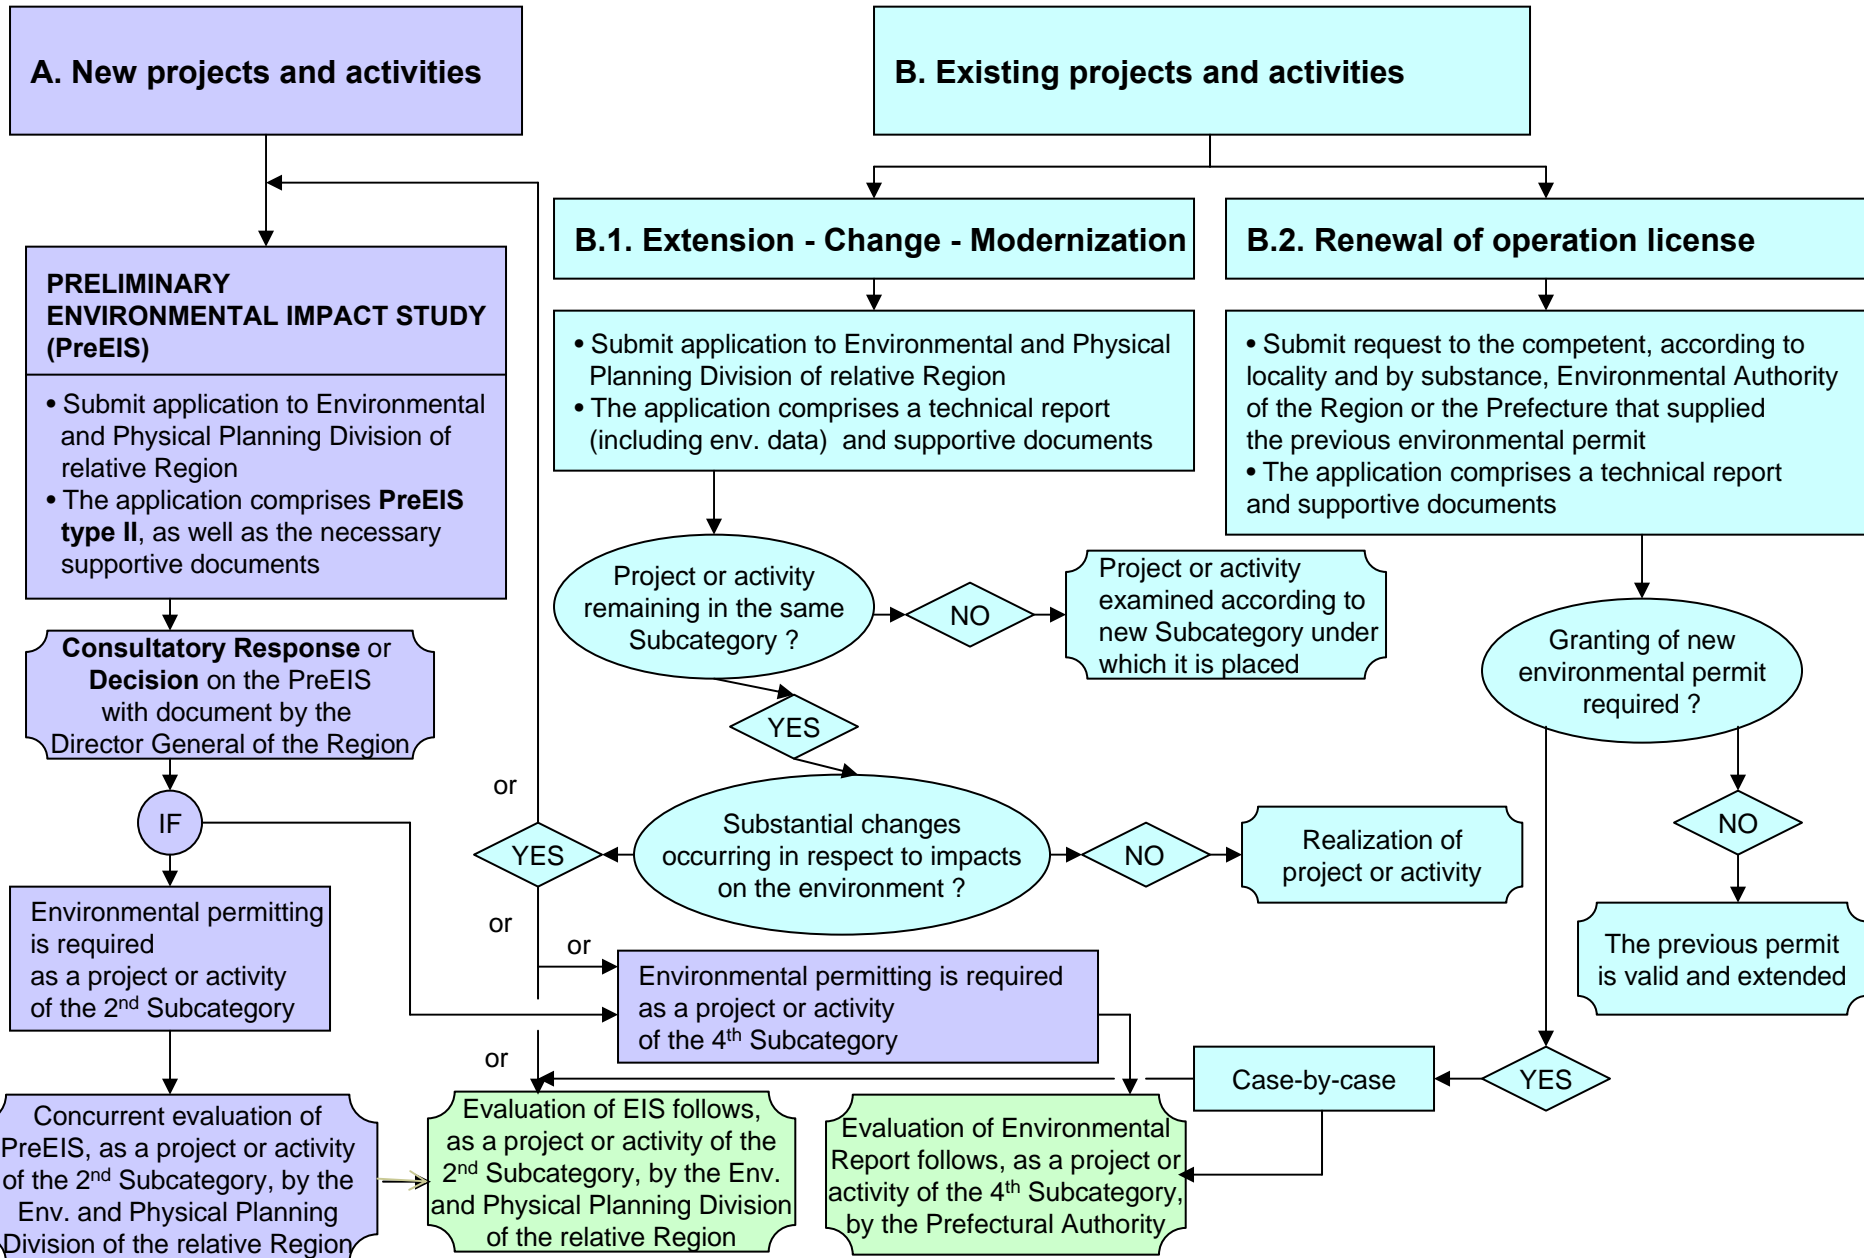 A. New projects and activities
B. Existing projects and activities
B.1. Extension - Change - Modernization
B.2. Renewal of operation license
PRELIMINARY
ENVIRONMENTAL IMPACT STUDY
(PreEIS)
• Submit application to Environmental
and Physical Planning Division of
relative Region
• The application comprises PreEIS
type II, as well as the necessary
supportive documents
• Submit application to Environmental and Physical
Planning Division of relative Region
• The application comprises a technical report
(including env. data) and supportive documents
• Submit request to the competent, according to
locality and by substance, Environmental Authority
of the Region or the Prefecture that supplied
the previous environmental permit
• The application comprises a technical report
and supportive documents
Project or activity
remaining in the same
Subcategory ?
NO
Project or activity
examined according to
new Subcategory under
which it is placed
Granting of new
environmental permit
required ?
Consultatory Response or
Decision on the PreEIS
with document by the
Director General of the Region
YES
or
IF
YES
Substantial changes
occurring in respect to impacts
on the environment ?
NO
Realization of
project or activity
NO
Environmental permitting
is required
as a project or activity
of the 2nd Subcategory
or
or
Environmental permitting is required
as a project or activity
of the 4th Subcategory
The previous permit
is valid and extended
or
Case-by-case
YES
Concurrent evaluation of
PreEIS, as a project or activity
of the 2nd Subcategory, by the
Env. and Physical Planning
Division of the relative Region
Evaluation of EIS follows,
as a project or activity of the
2nd Subcategory, by the Env.
and Physical Planning Division
of the relative Region
Evaluation of Environmental
Report follows, as a project or
activity of the 4th Subcategory,
by the Prefectural Authority